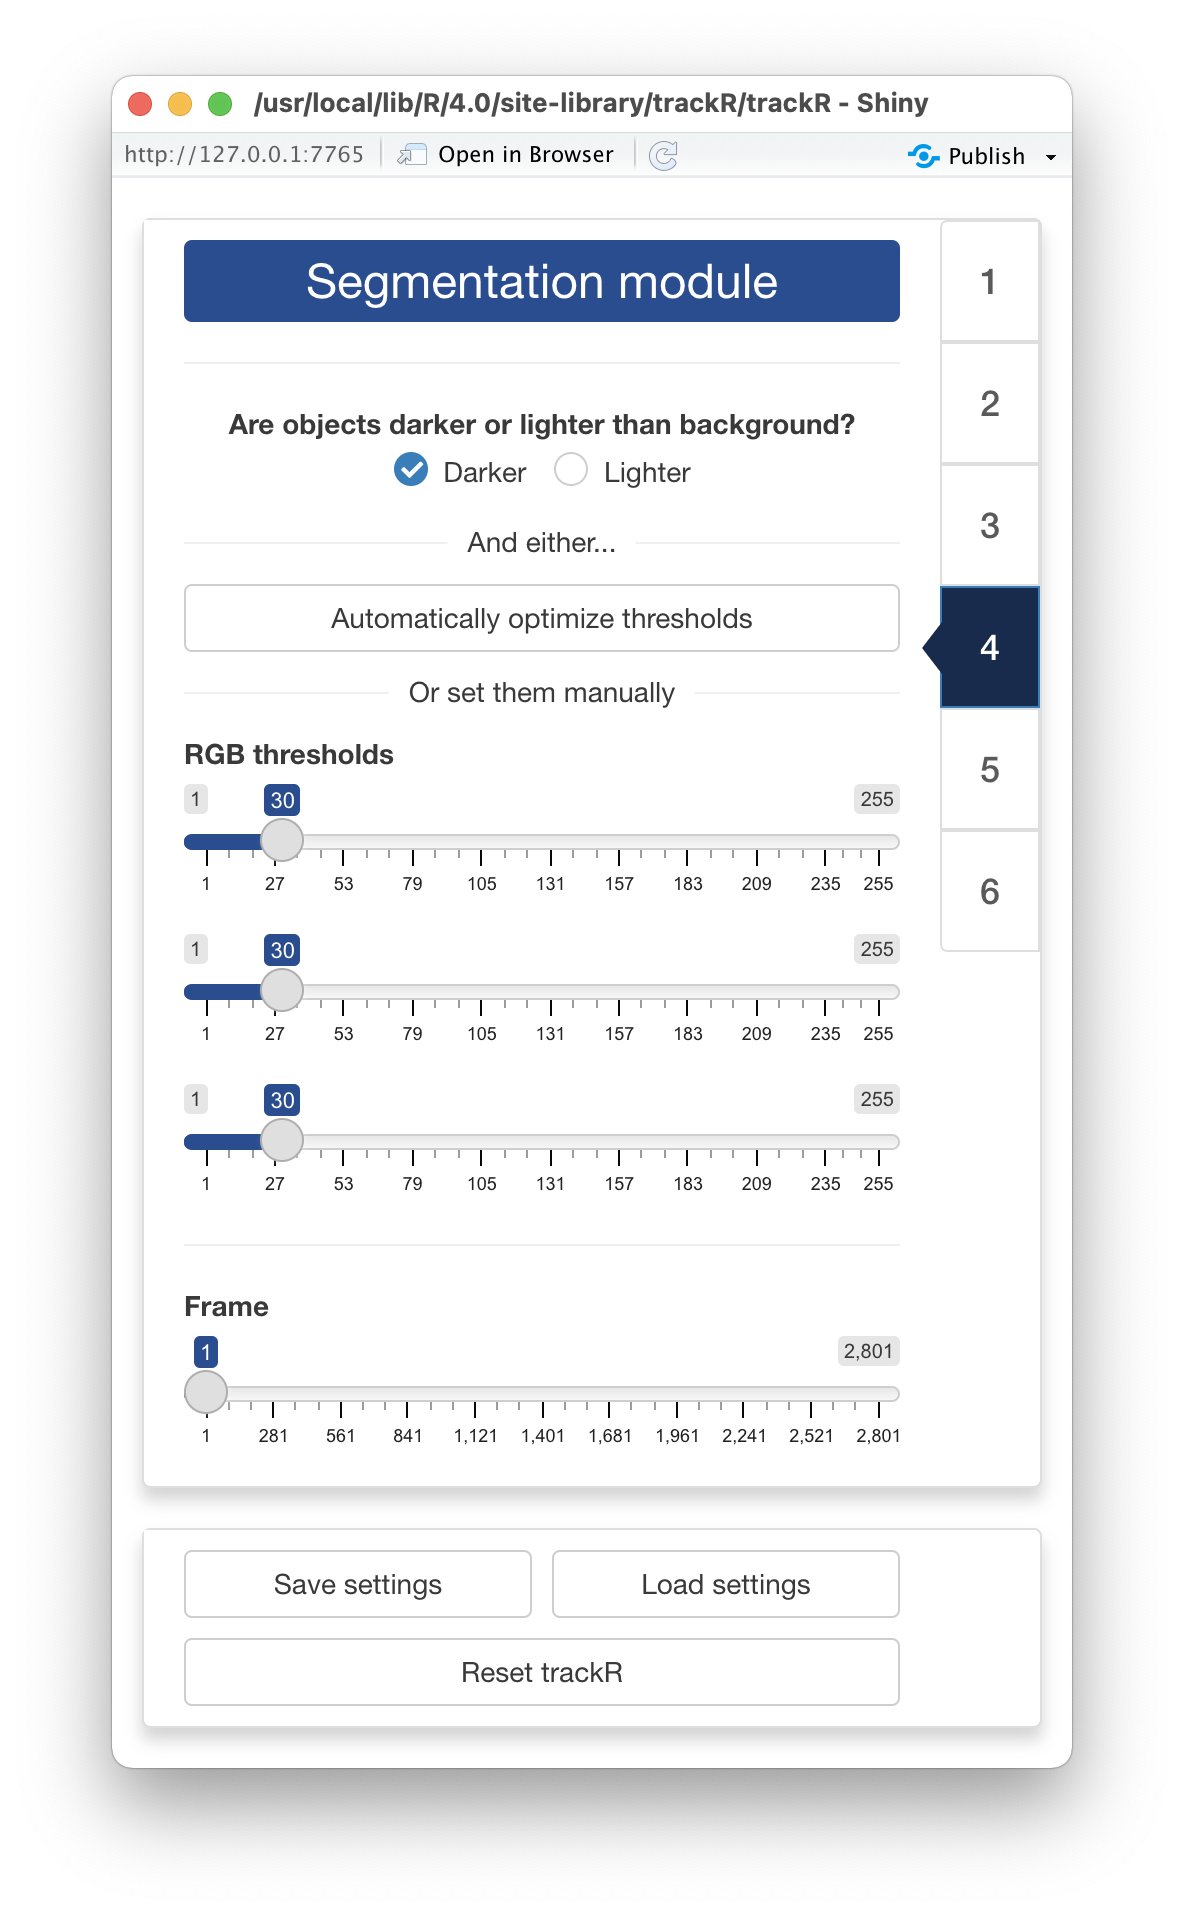 /usr/local/lib/R/4.0/site-library/trackR/trackR - Shiny
http://127.0.0.1:7765 Open in Browser Publish
Segmentation module
1
2
3
4
5
6
Are objects darker or lighter than background?
Darker Lighter
And either...
Automatically optimize thresholds
Or set them manually
RGB thresholds
1 30 255
1 27 53 79 105 131 157 183 209 235 255
1 30 255
1 27 53 79 105 131 157 183 209 235 255
1 30 255
1 27 53 79 105 131 157 183 209 235 255
Frame
1 2,801
1 281 561 841 1,121 1,401 1,681 1,961 2,241 2,521 2,801
Save settings Load settings
Reset trackR